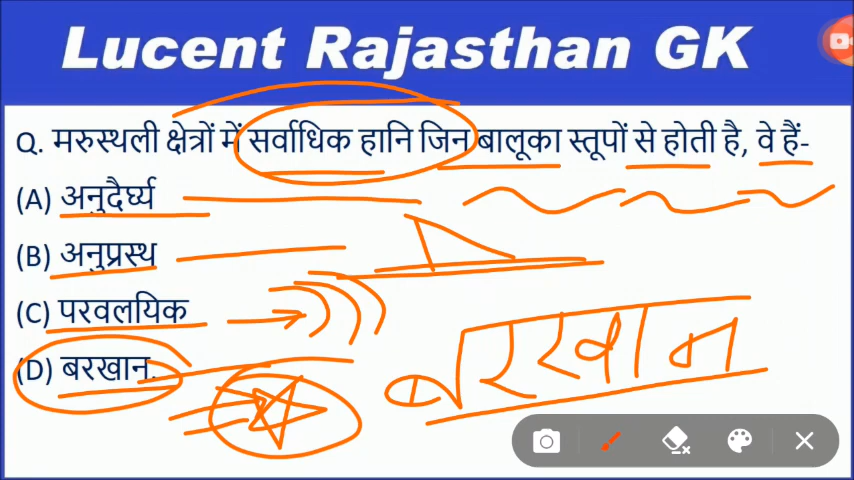 Lucent Rajasthan GK
Q. मरुस्थली क्षेत्रों में सर्वाधिक हानि जिन बालूका स्तूपों से होती है, वे हैं-
(A) अनुदैर्घ्य
(B) अनुप्रस्थ
(C) परवलयिक
(D) बरखान.
बरखान